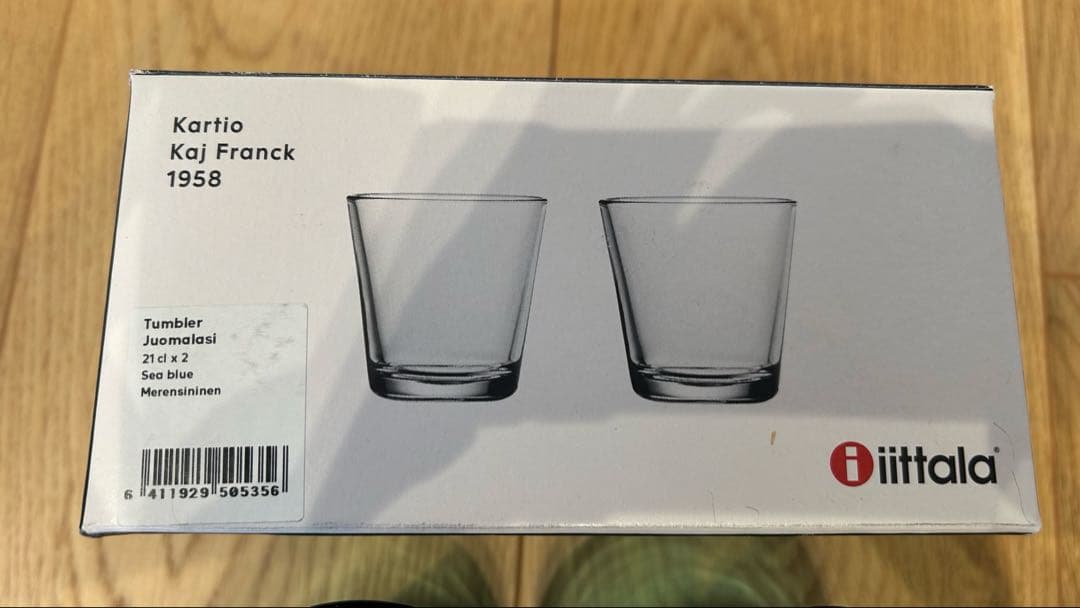 Kartio
Kaj Franck
1958
Tumbler
Juomalasi
21 cl x 2
Sea blue
Merensininen
6 411929 505356
iittala®